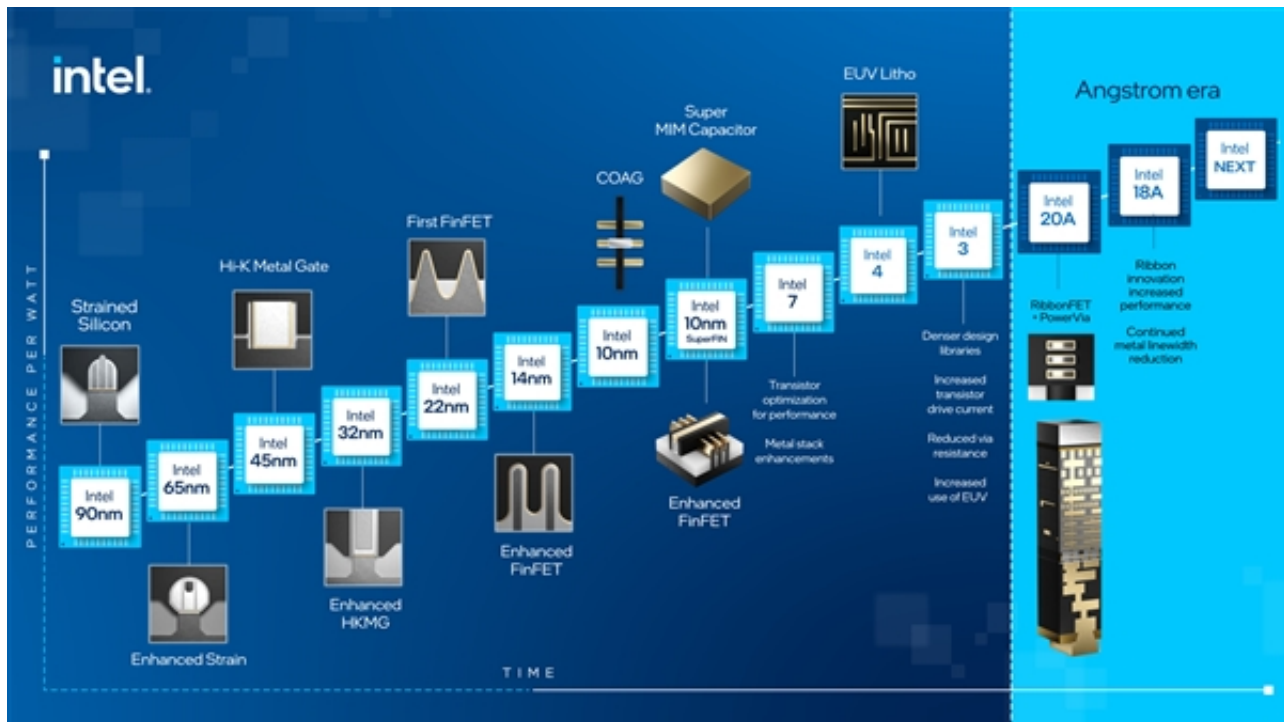 intel.
Angstrom era
PERFORMANCE PER WATT
TIME
Strained
Silicon
Intel
90nm
Intel
65nm
Enhanced Strain
Hi-K Metal Gate
Intel
45nm
Intel
32nm
Enhanced
HKMG
First FinFET
Intel
22nm
Intel
14nm
Enhanced
FinFET
COAG
Intel
10nm
Super
MIM Capacitor
Intel
10nm
SuperFIN
Enhanced
FinFET
Intel
7
Transistor
optimization
for performance
Metal stack
enhancements
EUV Litho
Intel
4
Intel
3
Denser design
libraries
Increased
transistor
drive current
Reduced via
resistance
Increased
use of EUV
Intel
20A
RibbonFET
+ PowerVia
Intel
18A
Ribbon
innovation
increased
performance
Continued
metal linewidth
reduction
Intel
NEXT